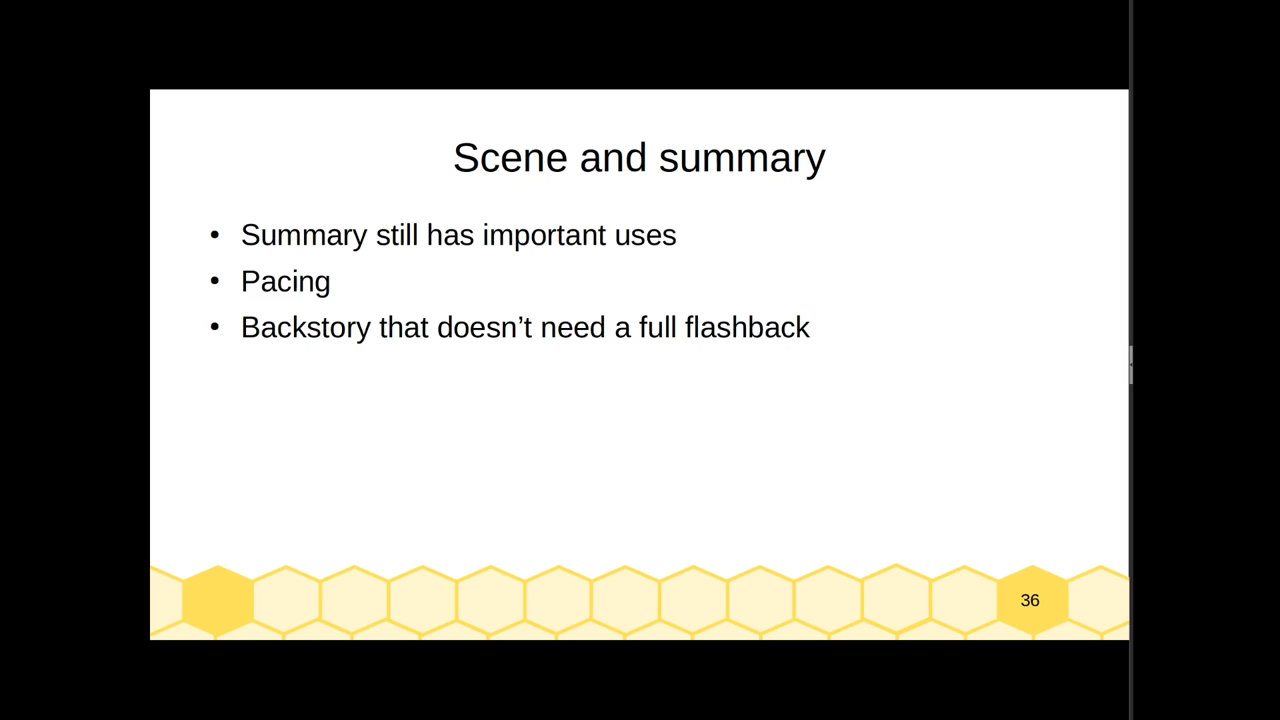 Scene and summary
• Summary still has important uses
• Pacing
• Backstory that doesn’t need a full flashback
36